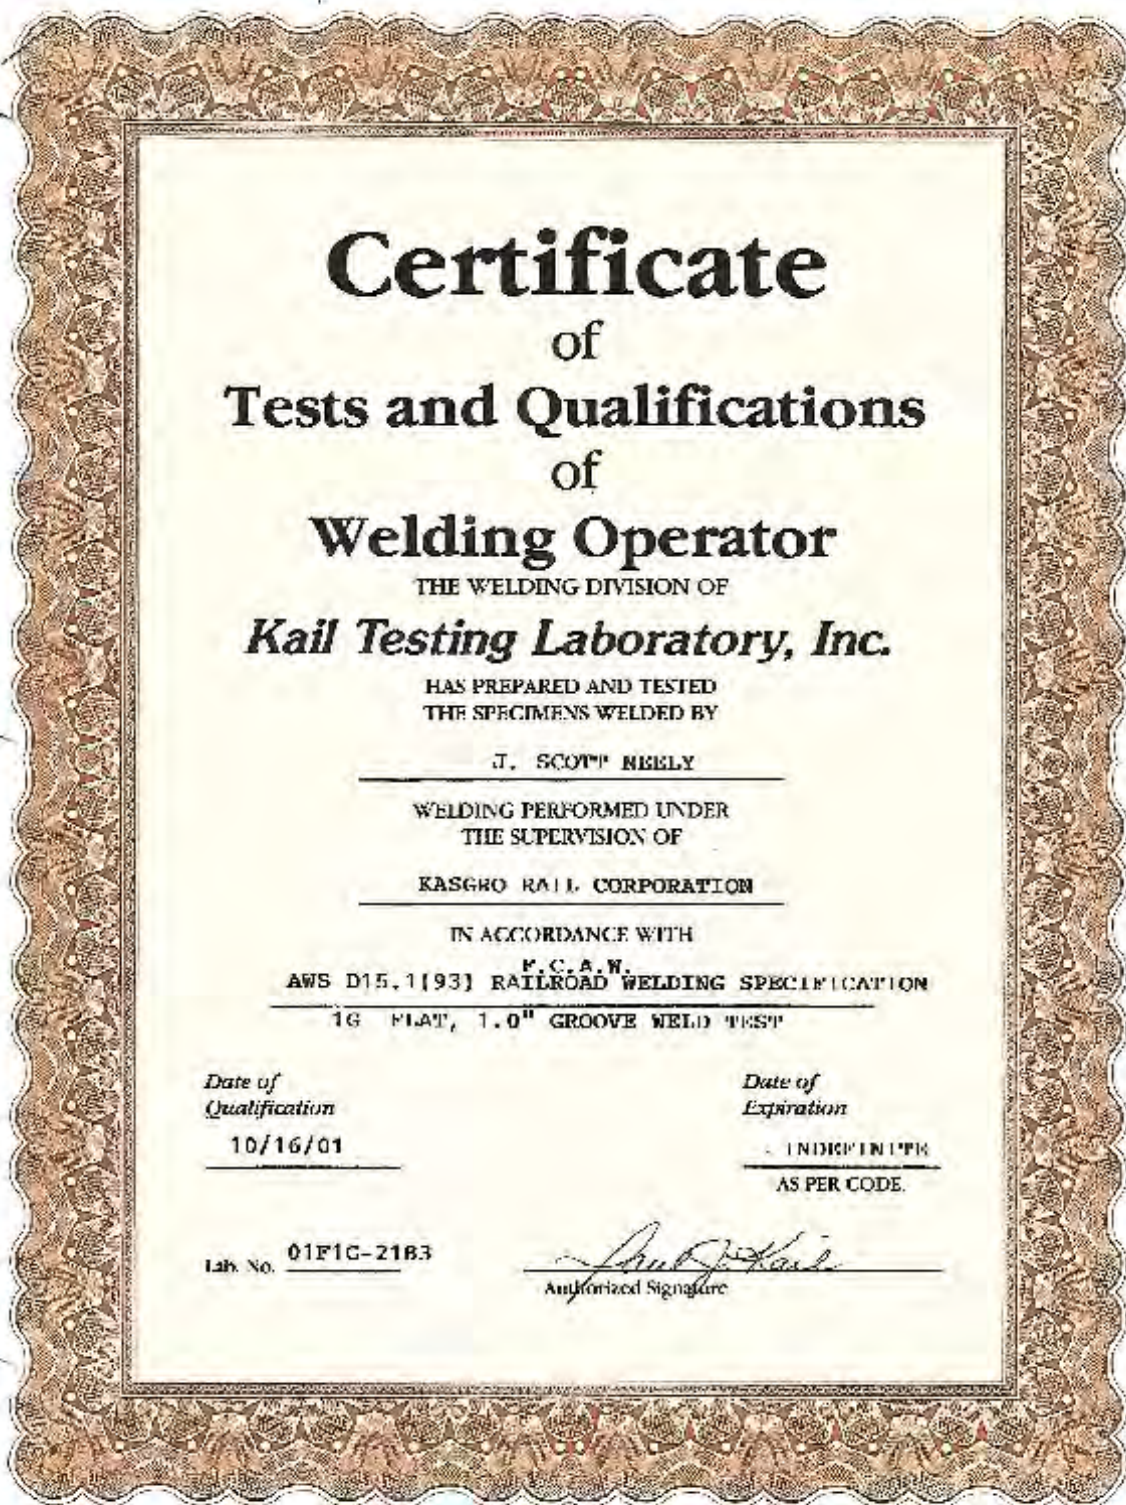 Certificate
of
Tests and Qualifications
of
Welding Operator
THE WELDING DIVISION OF
Kail Testing Laboratory, Inc.
HAS PREPARED AND TESTED
THE SPECIMENS WELDED BY
J. SCOTT NEELY
WELDING PERFORMED UNDER
THE SUPERVISION OF
KASGRO RAIL CORPORATION
IN ACCORDANCE WITH
F.C.A.W.
AWS D15.1(93) RAILROAD WELDING SPECIFICATION
1G FLAT, 1.0" GROOVE WELD TEST
Date of
Qualification
10/16/01
Date of
Expiration
INDEFINITE
AS PER CODE.
Lab. No. 01F1G-2183
Authorized Signature